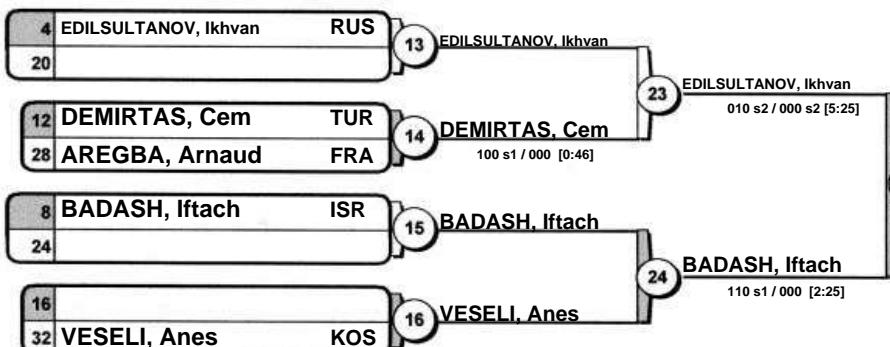 4 EDILSULTANOV, Ikhvan RUS
20
13 EDILSULTANOV, Ikhvan
12 DEMIRTAS, Cem TUR
28 AREGBA, Arnaud FRA
14 DEMIRTAS, Cem
100 s1 / 000 [0:46]
23 EDILSULTANOV, Ikhvan
010 s2 / 000 s2 [5:25]
8 BADASH, Iftach ISR
24
15 BADASH, Iftach
16
32 VESELI, Anes KOS
16 VESELI, Anes
24 BADASH, Iftach
110 s1 / 000 [2:25]